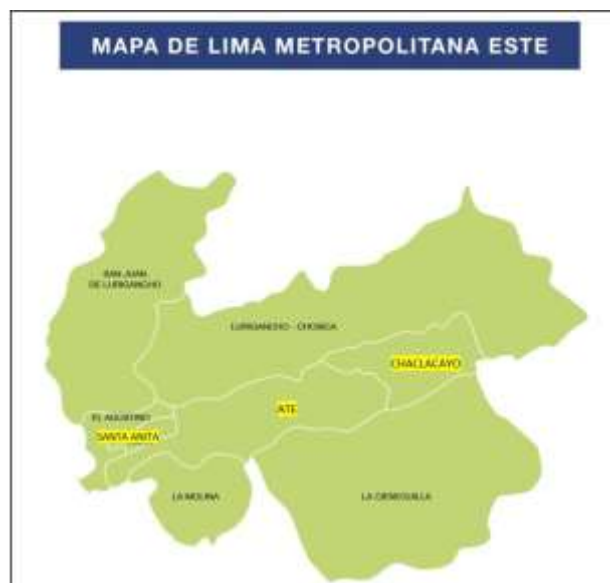 MAPA DE LIMA METROPOLITANA ESTE
SAN JUAN
DE LURIGANCHO
LURIGANCHO - CHOSICA
CHACLACAYO
ATE
EL AGUSTINO
SANTA ANITA
LA MOLINA
LA CIENEGUILLA